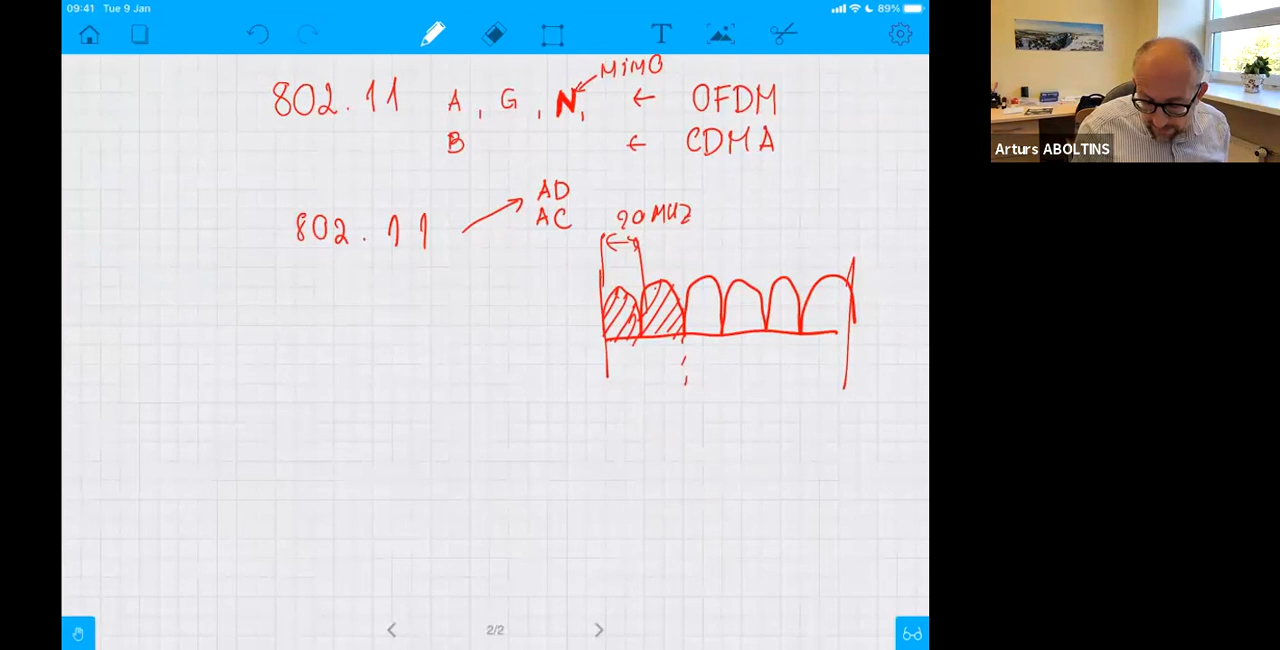 09:41 Tue 9 Jan 89%
T
MiMO
802.11 A, G, N, ← OFDM
B ← CDMA
AD
802.11 AC
20 MHz
2/2
Arturs ABOLTINS